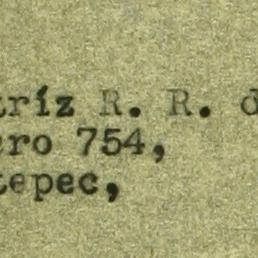 tríz R. R. d
ero 754,
tepec,